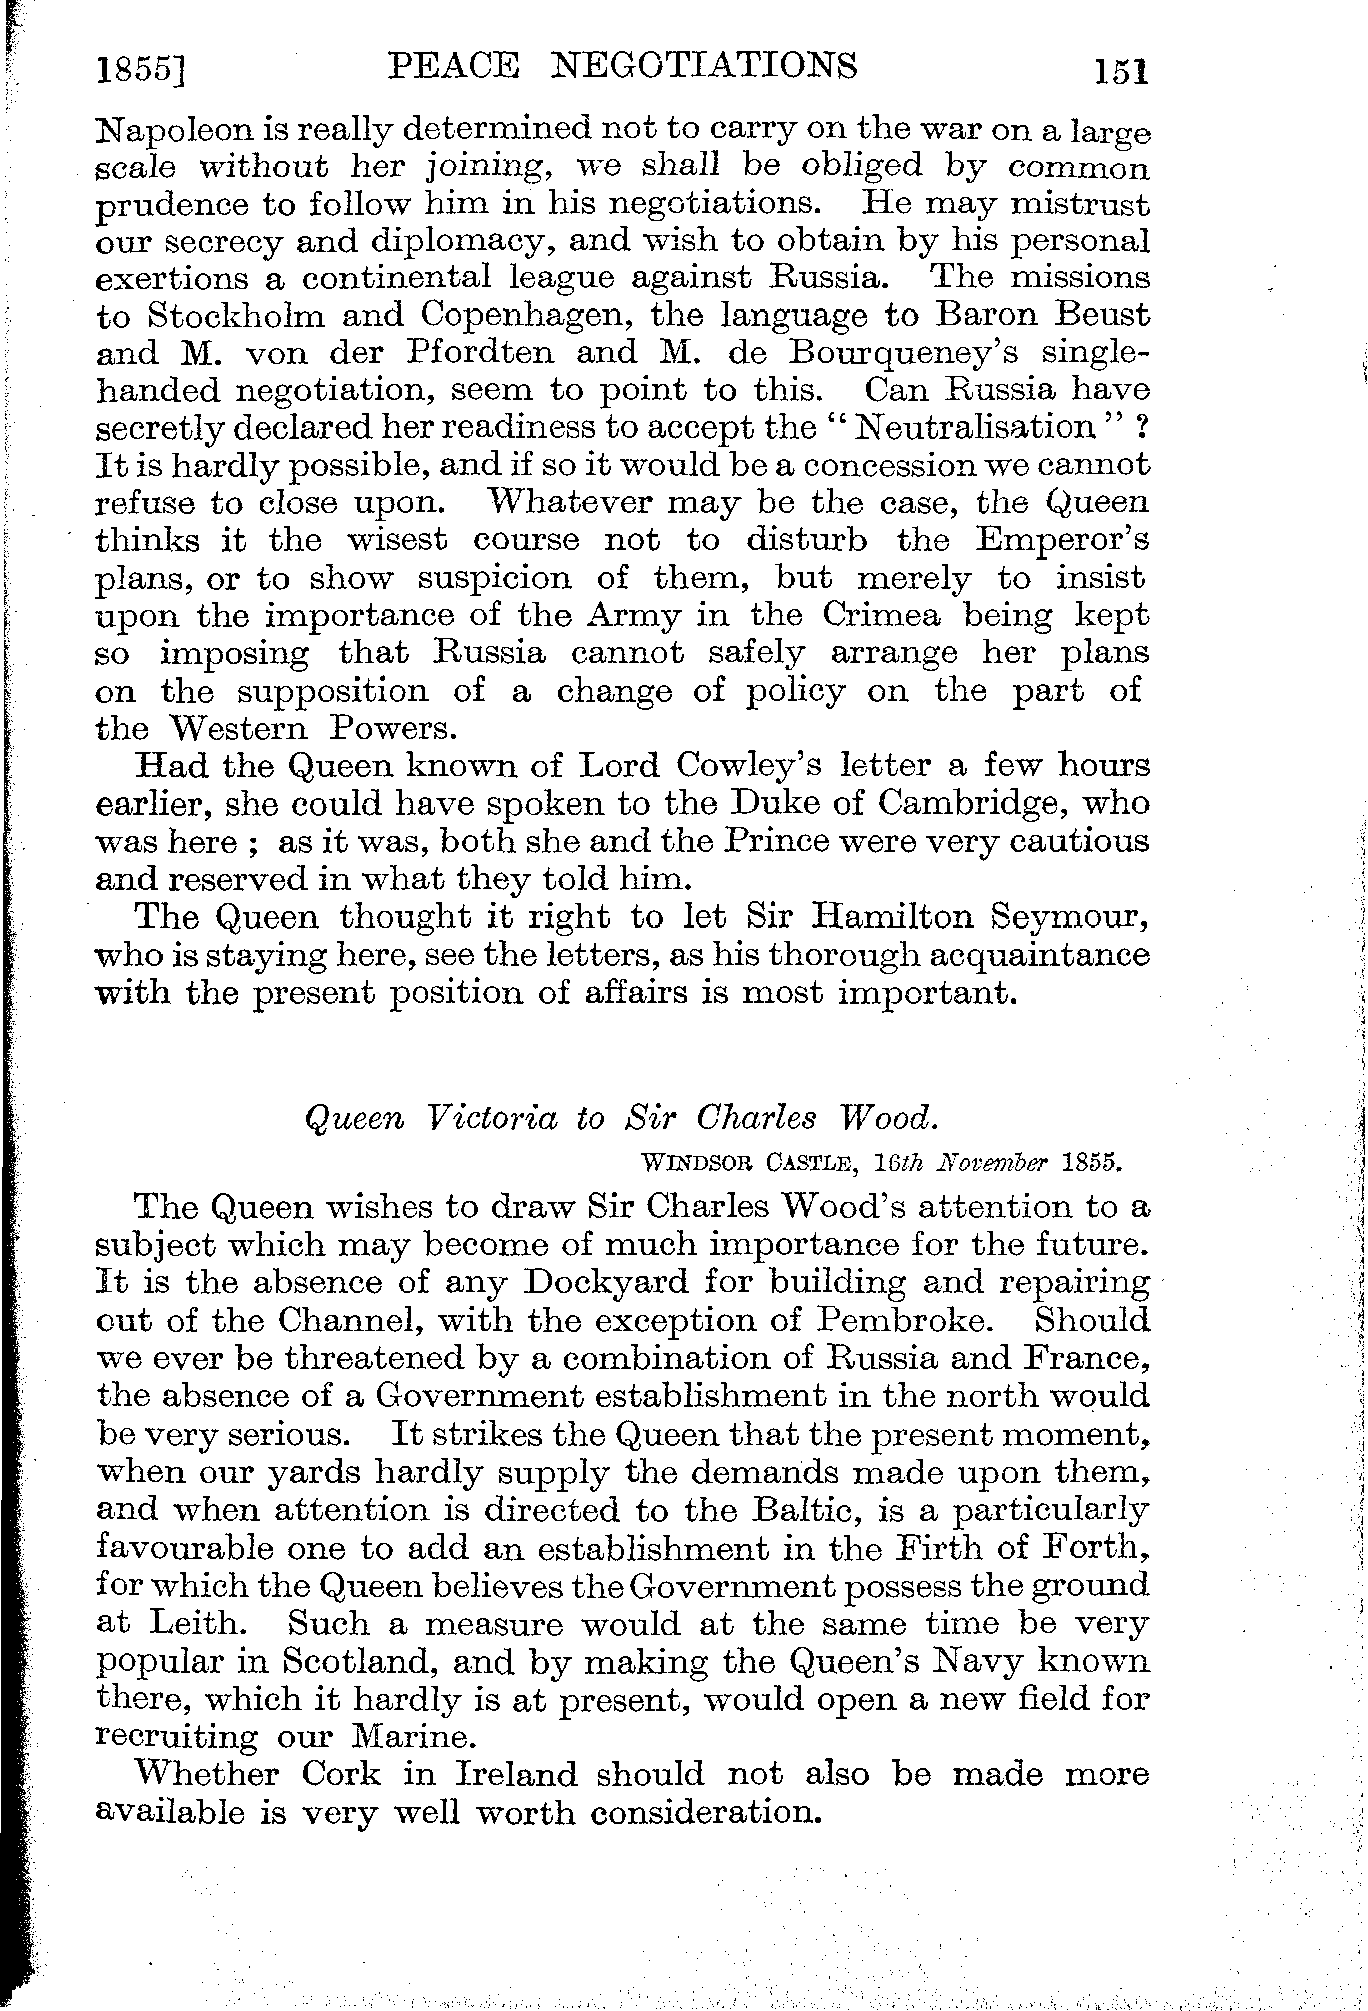 1855] PEACE NEGOTIATIONS 151
Napoleon is really determined not to carry on the war on a large
scale without her joining, we shall be obliged by common
prudence to follow him in his negotiations. He may mistrust
our secrecy and diplomacy, and wish to obtain by his personal
exertions a continental league against Russia. The missions
to Stockholm and Copenhagen, the language to Baron Beust
and M. von der Pfordten and M. de Bourqueney's single-
handed negotiation, seem to point to this. Can Russia have
secretly declared her readiness to accept the “ Neutralisation ” ?
It is hardly possible, and if so it would be a concession we cannot
refuse to close upon. Whatever may be the case, the Queen
thinks it the wisest course not to disturb the Emperor's
plans, or to show suspicion of them, but merely to insist
upon the importance of the Army in the Crimea being kept
so imposing that Russia cannot safely arrange her plans
on the supposition of a change of policy on the part of
the Western Powers.
Had the Queen known of Lord Cowley's letter a few hours
earlier, she could have spoken to the Duke of Cambridge, who
was here ; as it was, both she and the Prince were very cautious
and reserved in what they told him.
The Queen thought it right to let Sir Hamilton Seymour,
who is staying here, see the letters, as his thorough acquaintance
with the present position of affairs is most important.
Queen Victoria to Sir Charles Wood.
WINDSOR CASTLE, 16th November 1855.
The Queen wishes to draw Sir Charles Wood's attention to a
subject which may become of much importance for the future.
It is the absence of any Dockyard for building and repairing
out of the Channel, with the exception of Pembroke. Should
we ever be threatened by a combination of Russia and France,
the absence of a Government establishment in the north would
be very serious. It strikes the Queen that the present moment,
when our yards hardly supply the demands made upon them,
and when attention is directed to the Baltic, is a particularly
favourable one to add an establishment in the Firth of Forth,
for which the Queen believes the Government possess the ground
at Leith. Such a measure would at the same time be very
popular in Scotland, and by making the Queen's Navy known
there, which it hardly is at present, would open a new field for
recruiting our Marine.
Whether Cork in Ireland should not also be made more
available is very well worth consideration.